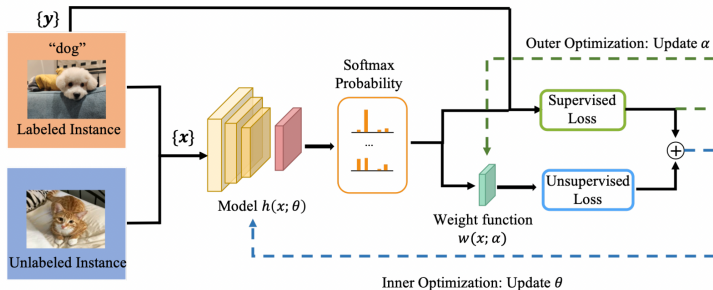 {y}
"dog"
Labeled Instance
{x}
Unlabeled Instance
Model h(x; θ)
Softmax
Probability
...
Outer Optimization: Update α
Supervised
Loss
Unsupervised
Loss
+
Weight function
w(x; α)
Inner Optimization: Update θ